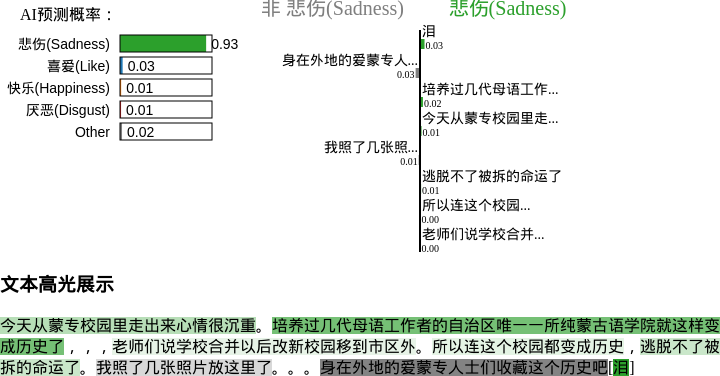 AI预测概率：
悲伤(Sadness) 0.93
喜爱(Like) 0.03
快乐(Happiness) 0.01
厌恶(Disgust) 0.01
Other 0.02
非 悲伤(Sadness) 悲伤(Sadness)
泪
0.03
身在外地的爱蒙专人...
0.03
培养过几代母语工作...
0.02
今天从蒙专校园里走...
0.01
我照了几张照...
0.01
逃脱不了被拆的命运了
0.01
所以连这个校园...
0.00
老师们说学校合并...
0.00
文本高光展示
今天从蒙专校园里走出来心情很沉重。培养过几代母语工作者的自治区唯一一所纯蒙古语学院就这样变
成历史了，，，老师们说学校合并以后改新校园移到市区外。所以连这个校园都变成历史，逃脱不了被
拆的命运了。我照了几张照片放这里了。。。身在外地的爱蒙专人士们收藏这个历史吧[泪]